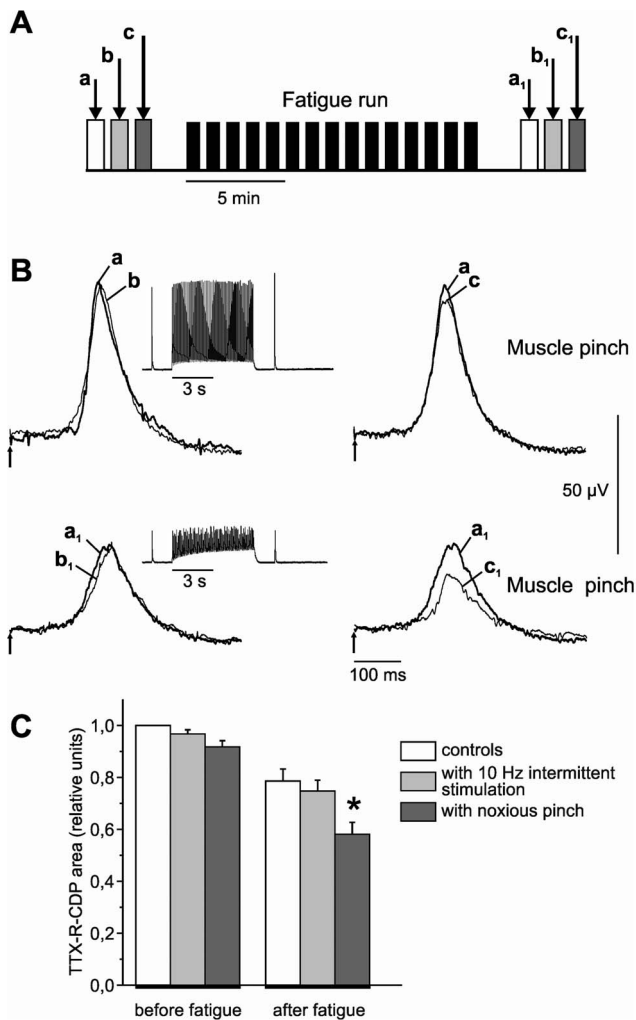 A
a
b
c
Fatigue run
a₁
b₁
c₁
5 min
B
a
b
3 s
a
c
Muscle pinch
50 µV
a₁
b₁
3 s
a₁
c₁
Muscle pinch
100 ms
C
TTX-R-CDP area (relative units)
1,0
0,8
0,6
0,4
0,2
0,0
*
before fatigue
after fatigue
controls
with 10 Hz intermittent
stimulation
with noxious pinch